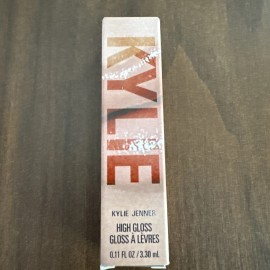 KYLIE
KYLIE JENNER
HIGH GLOSS
GLOSS À LÈVRES
0.11 FL OZ / 3.30 mL